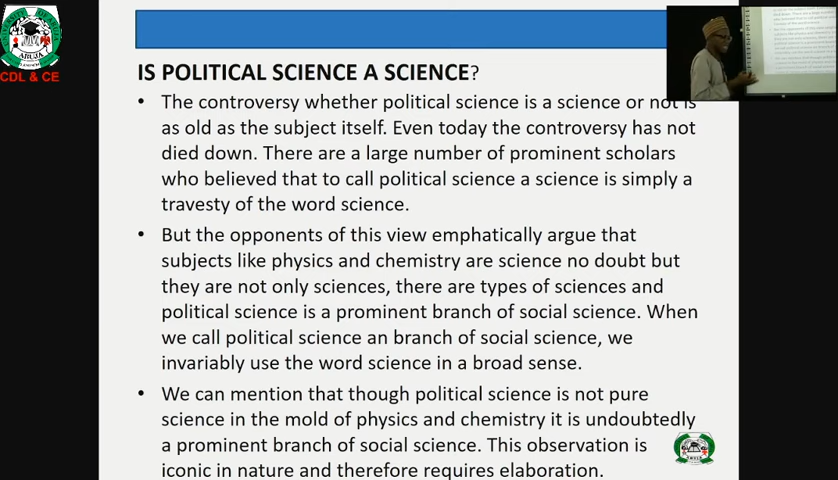 IS POLITICAL SCIENCE A SCIENCE?
• The controversy whether political science is a science or not is
as old as the subject itself. Even today the controversy has not
died down. There are a large number of prominent scholars
who believed that to call political science a science is simply a
travesty of the word science.
• But the opponents of this view emphatically argue that
subjects like physics and chemistry are science no doubt but
they are not only sciences, there are types of sciences and
political science is a prominent branch of social science. When
we call political science an branch of social science, we
invariably use the word science in a broad sense.
• We can mention that though political science is not pure
science in the mold of physics and chemistry it is undoubtedly
a prominent branch of social science. This observation is
iconic in nature and therefore requires elaboration.
ABUJA
CDL & CE